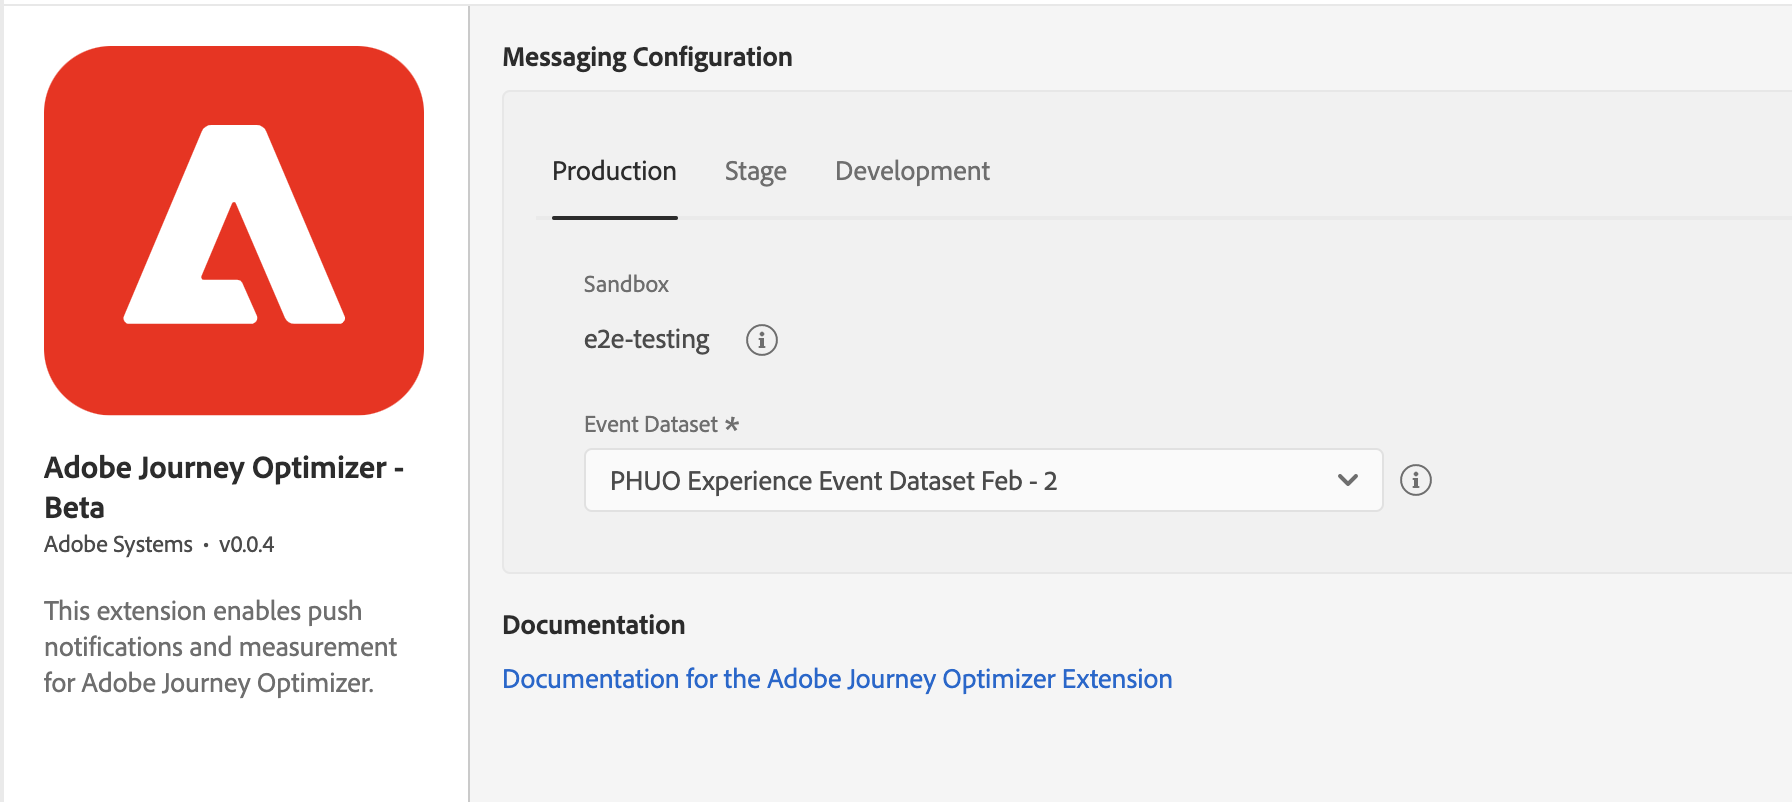 Adobe Journey Optimizer -
Beta
Adobe Systems · v0.0.4
This extension enables push
notifications and measurement
for Adobe Journey Optimizer.
Messaging Configuration
Production Stage Development
Sandbox
e2e-testing
Event Dataset *
PHUO Experience Event Dataset Feb - 2
Documentation
Documentation for the Adobe Journey Optimizer Extension